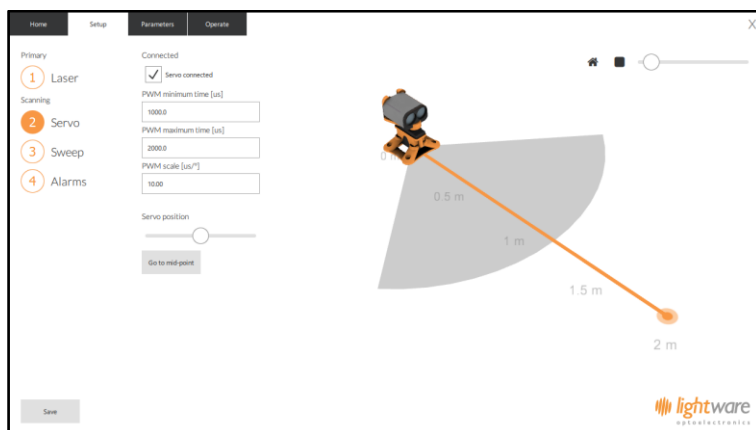 Home
Setup
Parameters
Operate
X
Primary
1 Laser
Scanning
2 Servo
3 Sweep
4 Alarms
Connected
Servo connected
PWM minimum time [us]
1000.0
PWM maximum time [us]
2000.0
PWM scale [us/°]
10.00
Servo position
Go to mid-point
0 m
0.5 m
1 m
1.5 m
2 m
Save
lightware
optoelectronics